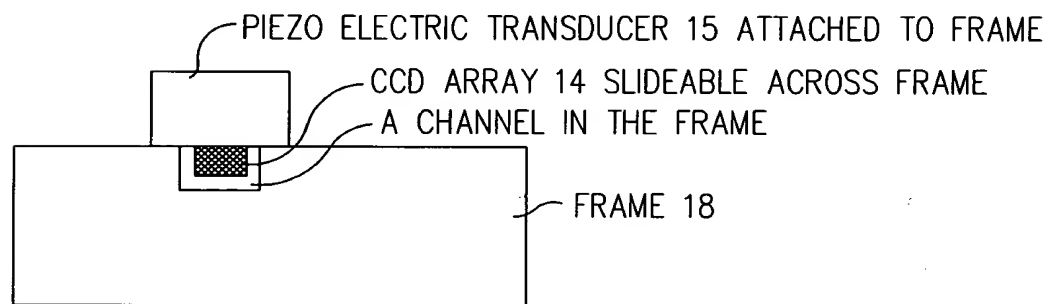 PIEZO ELECTRIC TRANSDUCER 15 ATTACHED TO FRAME
CCD ARRAY 14 SLIDEABLE ACROSS FRAME
A CHANNEL IN THE FRAME
FRAME 18